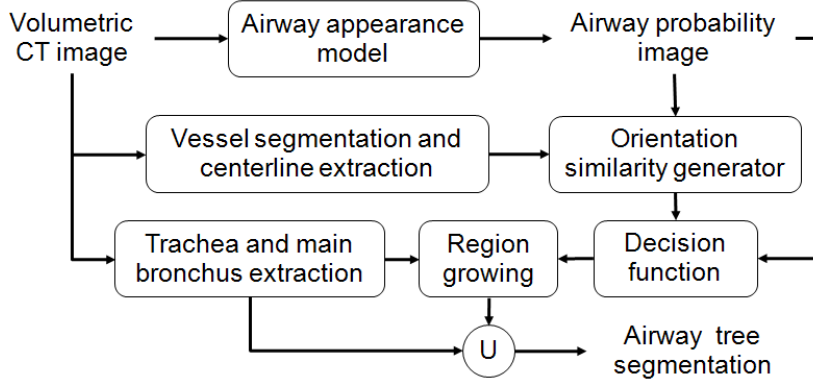 Volumetric
CT image
Airway appearance
model
Airway probability
image
Vessel segmentation and
centerline extraction
Orientation
similarity generator
Trachea and main
bronchus extraction
Region
growing
Decision
function
U
Airway tree
segmentation